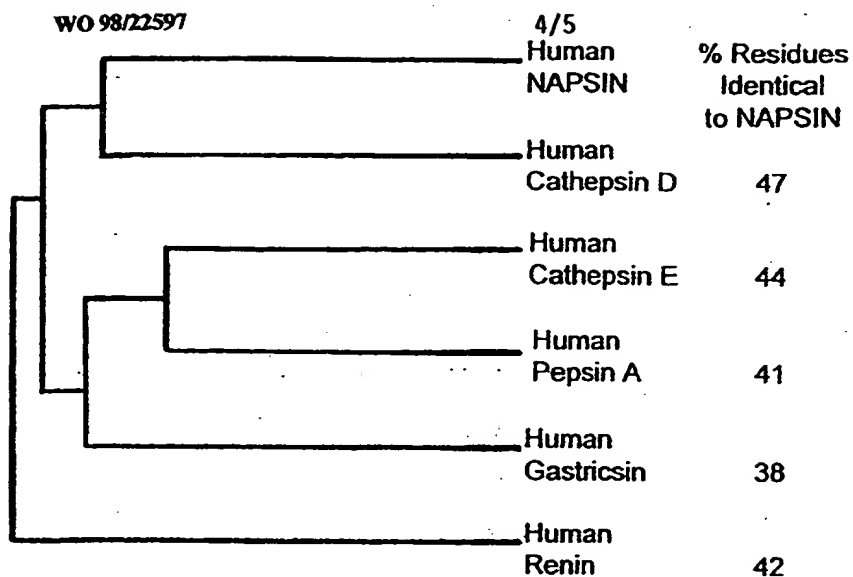 WO 98/22597
4/5
Human
NAPSIN
% Residues
Identical
to NAPSIN
Human
Cathepsin D
47
Human
Cathepsin E
44
Human
Pepsin A
41
Human
Gastricsin
38
Human
Renin
42